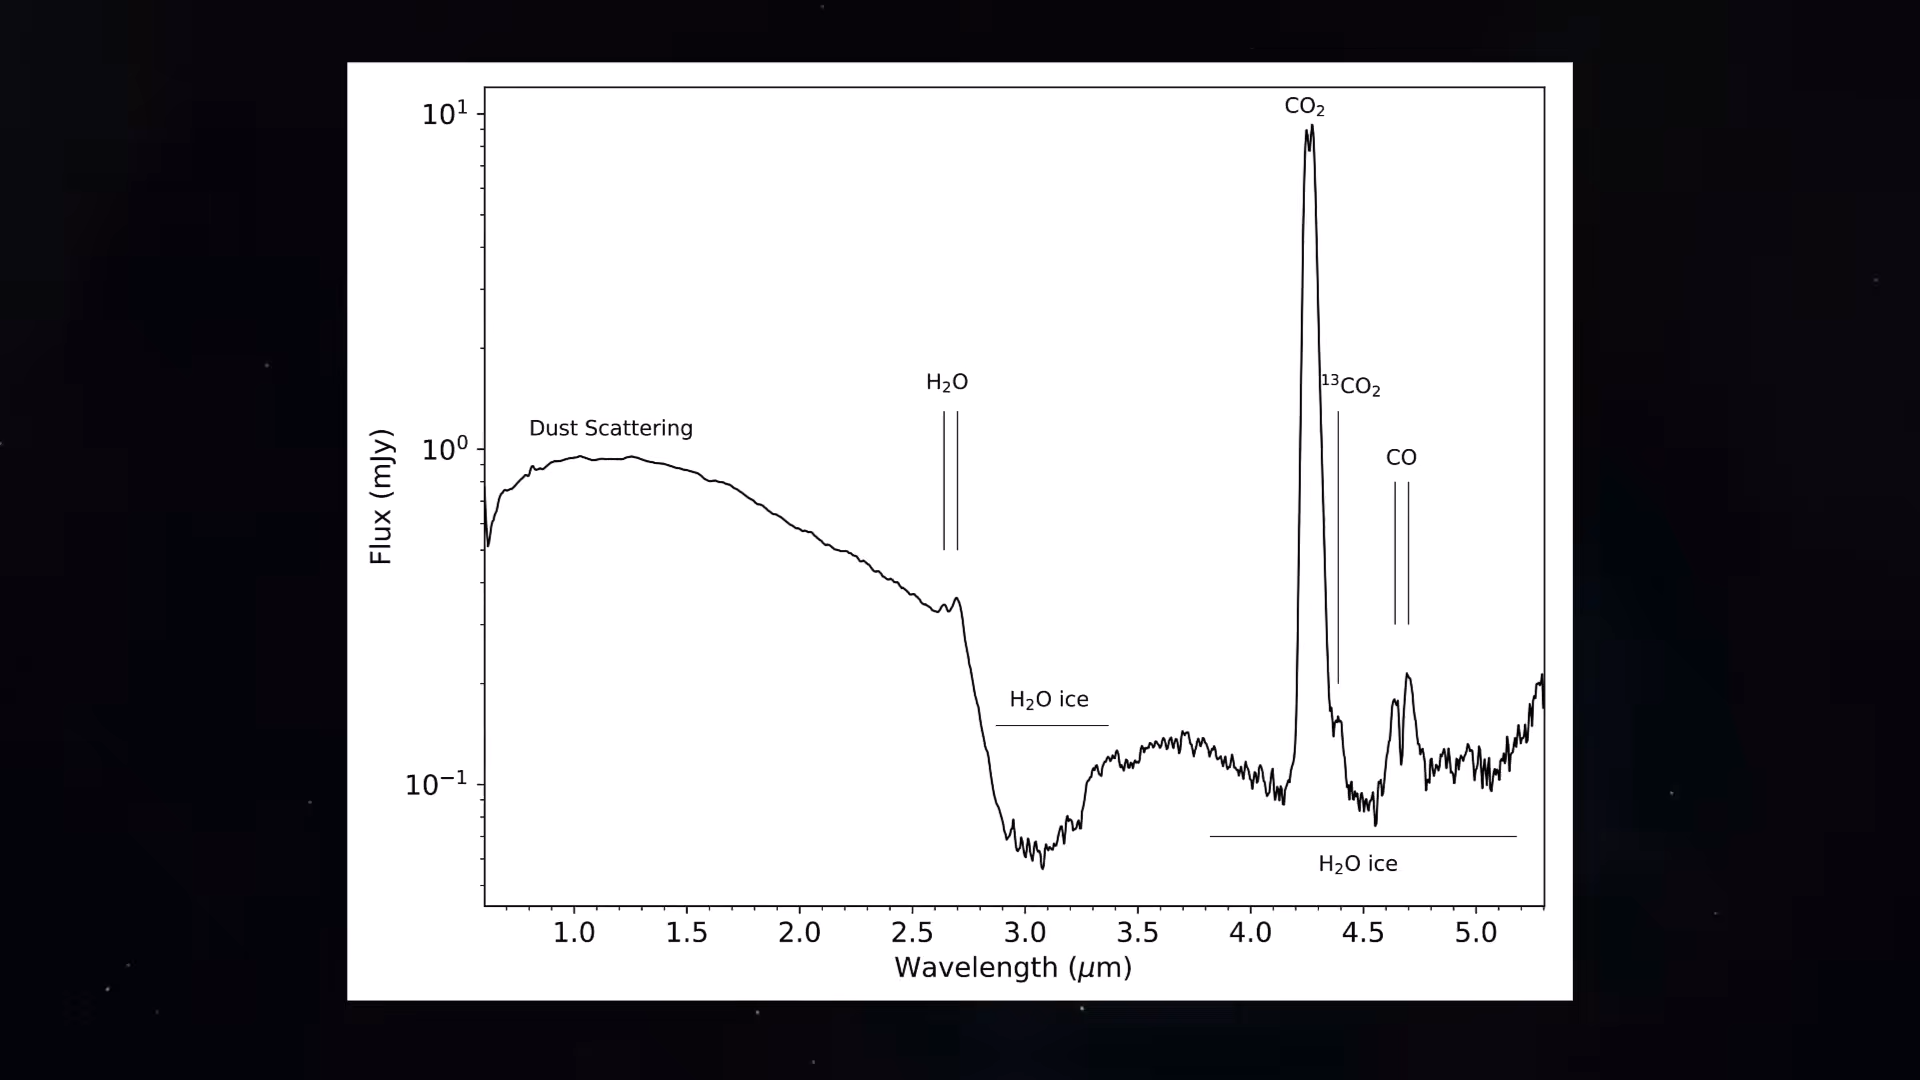 10¹
10⁰
10⁻¹
Flux (mJy)
CO₂
H₂O
¹³CO₂
Dust Scattering
CO
H₂O ice
H₂O ice
1.0 1.5 2.0 2.5 3.0 3.5 4.0 4.5 5.0
Wavelength (μm)